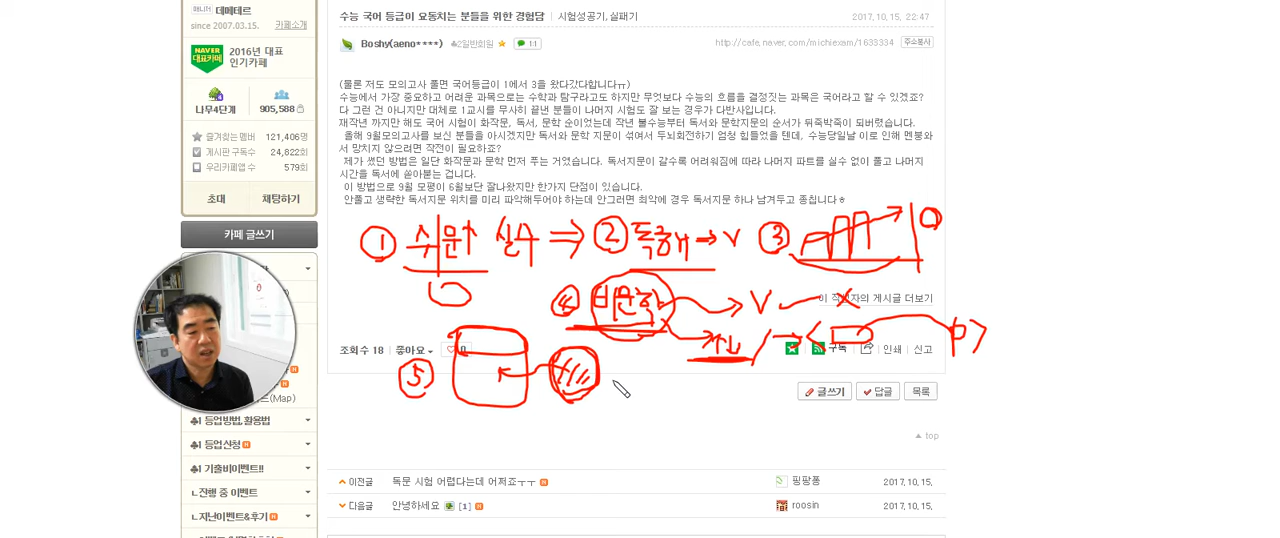 매니저 데메테르
since 2007.03.15. 카페소개
NAVER
대표카페
2016년 대표
인기카페
나무4단계 905,588
즐겨찾는 멤버 121,406명
게시판 구독수 24,822회
우리카페앱 수 579회
초대 채팅하기
카페 글쓰기
드(Map)
♣1 등업방법,활용법
♣1 등업신청
♣1 기출비이벤트!!
ㄴ진행 중 이벤트
ㄴ지난이벤트&후기
수능 국어 등급이 요동치는 분들을 위한 경험담 | 시험성공기,실패기 2017.10.15. 22:47
Boshy(aeno****) ♣2일반회원 1:1 http://cafe.naver.com/michiexam/1633334 주소복사
(물론 저도 모의고사 풀면 국어등급이 1에서 3을 왔다갔다합니다ㅠ)
수능에서 가장 중요하고 어려운 과목으로는 수학과 탐구라고도 하지만 무엇보다 수능의 흐름을 결정짓는 과목은 국어라고 할 수 있겠죠?
다 그런 건 아니지만 대체로 1교시를 무사히 끝낸 분들이 나머지 시험도 잘 보는 경우가 다반사입니다.
재작년 까지만 해도 국어 시험이 화작문, 독서, 문학 순이었는데 작년 불수능부터 독서와 문학지문의 순서가 뒤죽박죽이 되버렸습니다.
올해 9월모의고사를 보신 분들을 아시겠지만 독서와 문학 지문이 섞여서 두뇌회전하기 엄청 힘들었을 텐데, 수능당일날 이로 인해 멘붕와
서 망치지 않으려면 작전이 필요하죠?
제가 썼던 방법은 일단 화작문과 문학 먼저 푸는 거였습니다. 독서지문이 갈수록 어려워짐에 따라 나머지 파트를 실수 없이 풀고 나머지
시간을 독서에 쏟아붇는 겁니다.
이 방법으로 9월 모평이 6월보단 잘나왔지만 한가지 단점이 있습니다.
안풀고 생략한 독서지문 위치를 미리 파악해두어야 하는데 안그러면 최악에 경우 독서지문 하나 남겨두고 종칩니다ㅎ
① ② ③
④
⑤
이 작성자의 게시글 더보기
조회수 18 | 좋아요 0 구독 인쇄 | 신고
글쓰기 답글 목록
top
이전글 독문 시험 어렵다는데 어쩌죠ㅜㅜ 핑팡퐁 2017.10.15.
다음글 안녕하세요 [1] roosin 2017.10.15.